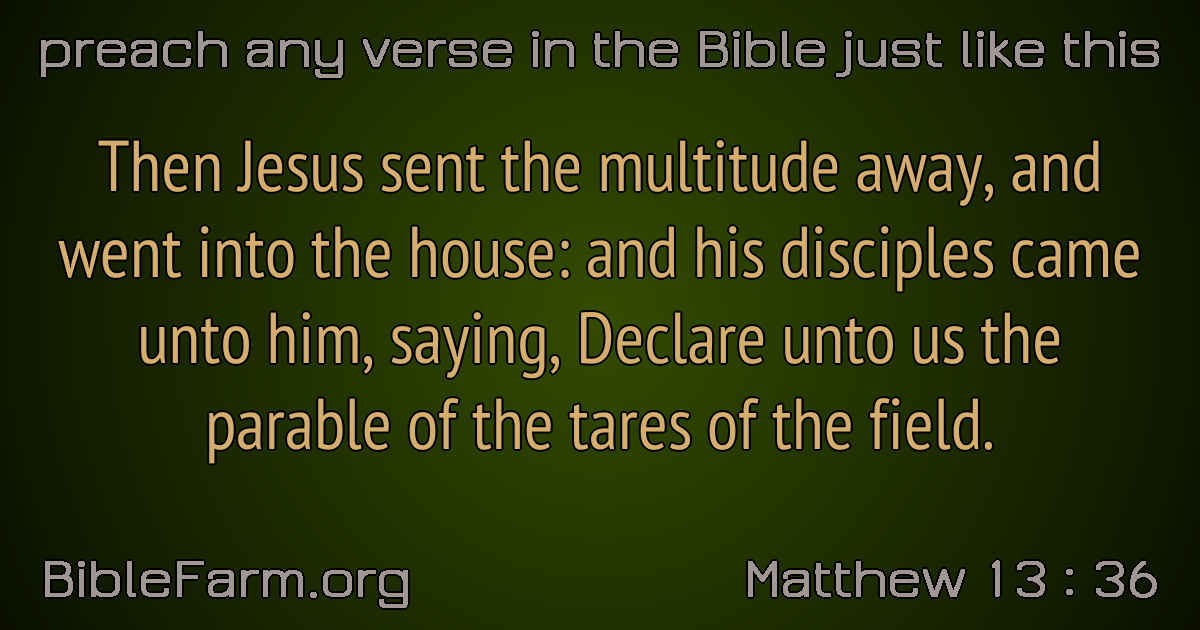 preach any verse in the Bible just like this
Then Jesus sent the multitude away, and
went into the house: and his disciples came
unto him, saying, Declare unto us the
parable of the tares of the field.
BibleFarm.org
Matthew 13 : 36